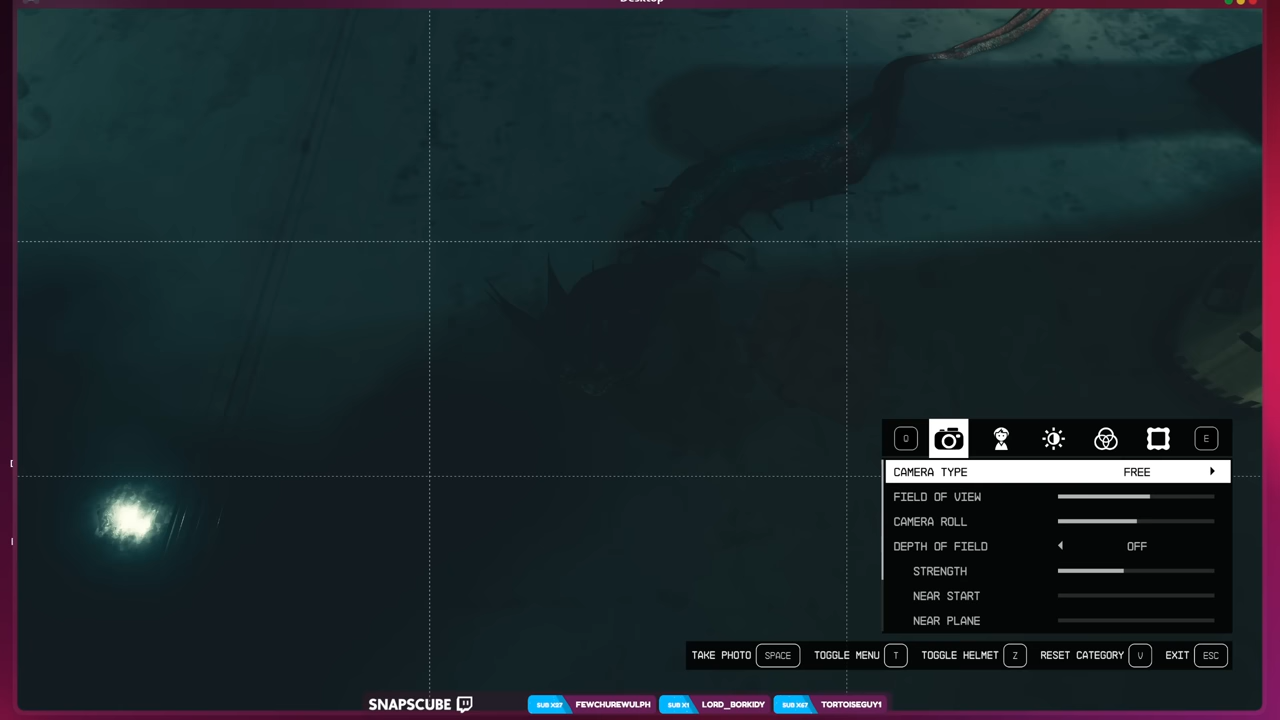 Desktop
Q
E
CAMERA TYPE FREE
FIELD OF VIEW
CAMERA ROLL
DEPTH OF FIELD OFF
STRENGTH
NEAR START
NEAR PLANE
TAKE PHOTO SPACE TOGGLE MENU T TOGGLE HELMET Z RESET CATEGORY V EXIT ESC
SNAPSCUBE SUB X27 FEWCHUREWULPH SUB X1 LORD_BORKIDY SUB X67 TORTOISEGUY1